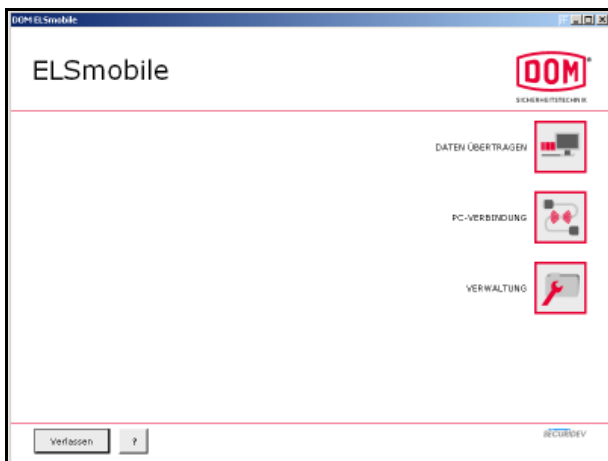 DOM ELSmobile
ELSmobile
DOM
SICHERHEITSTECHNIK
DATEN ÜBERTRAGEN
PC-VERBINDUNG
VERWALTUNG
Verlassen
?
SECURIDEV